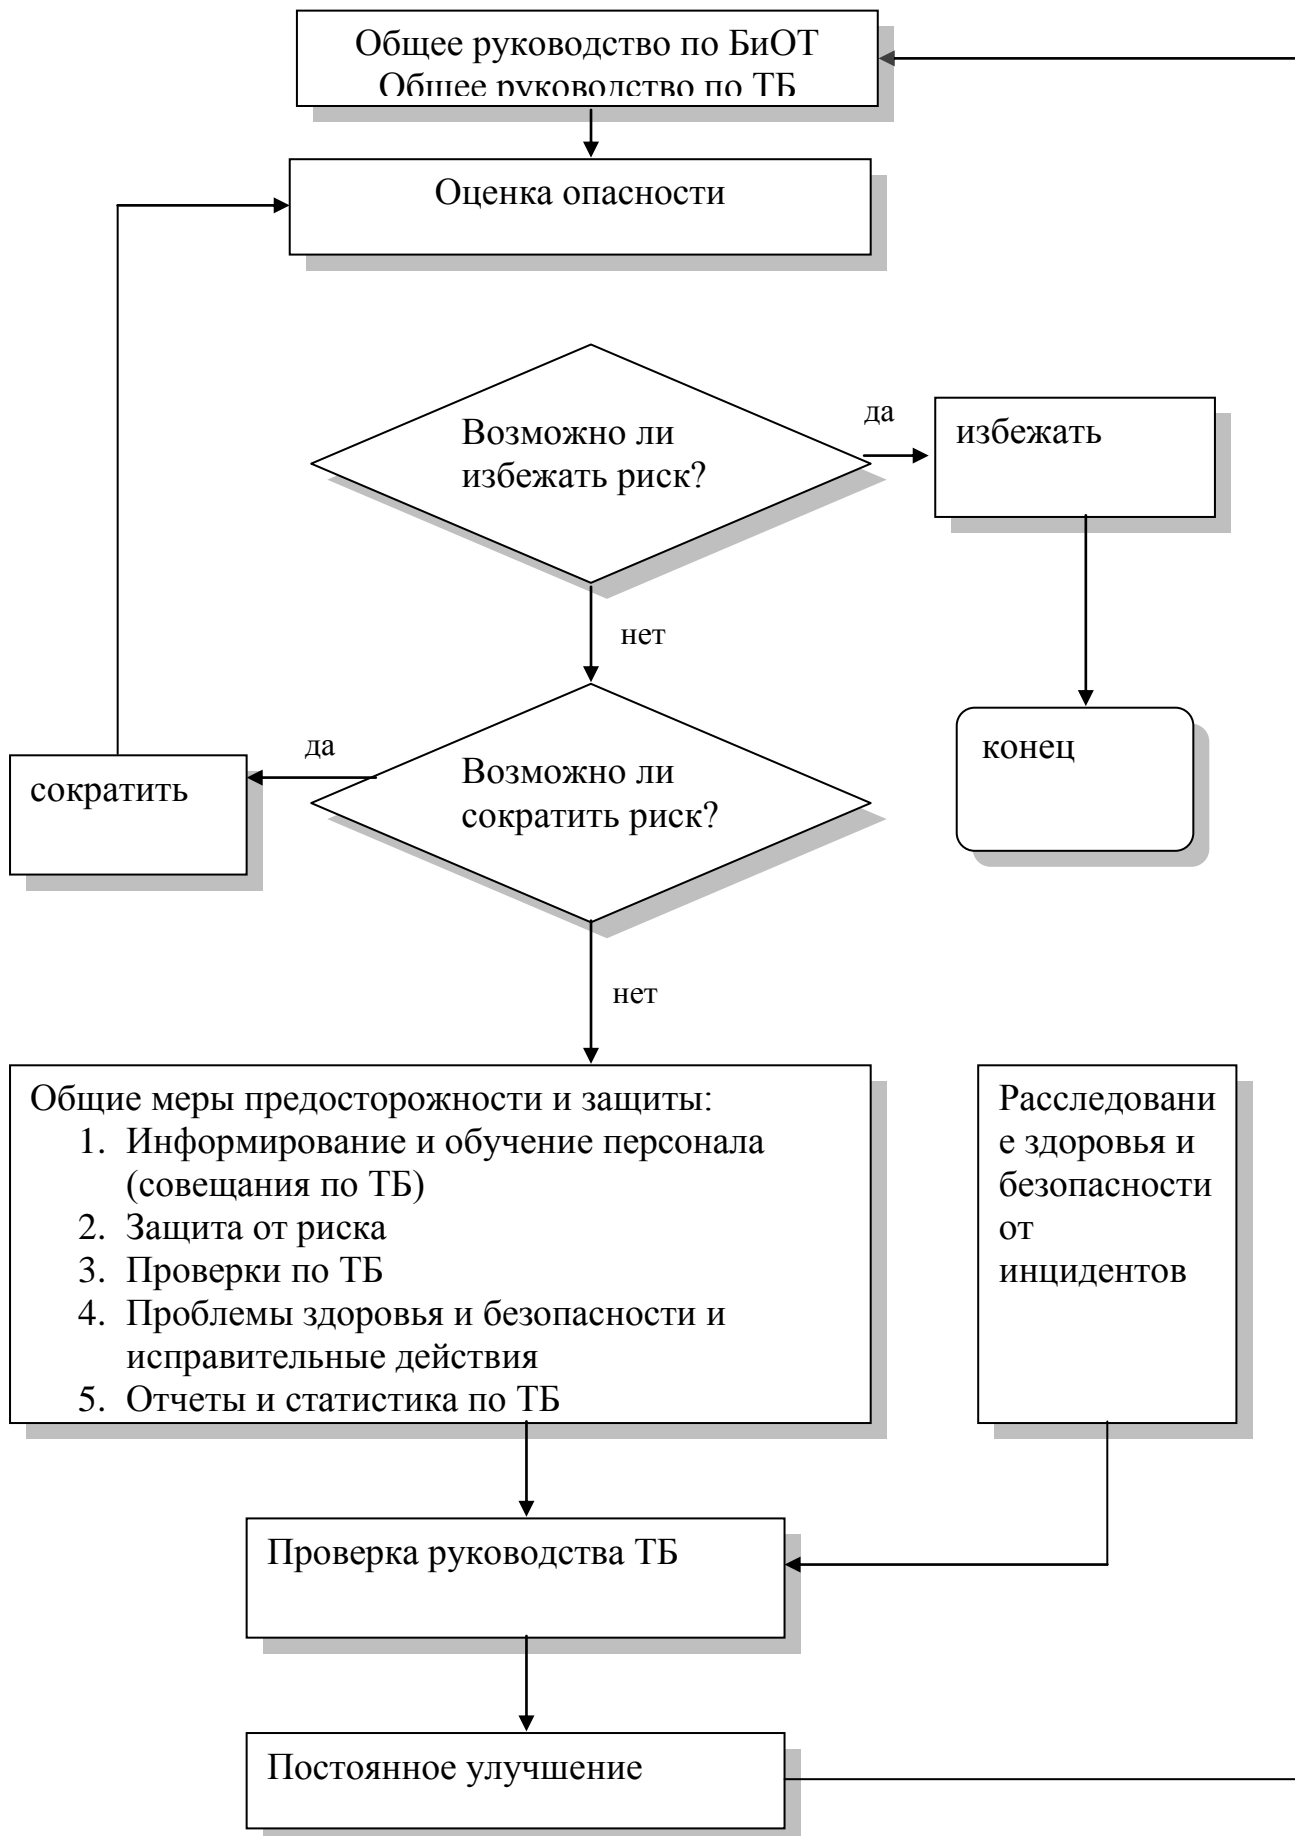 Общее руководство по БиОТ
Общее руководство по ТБ
Оценка опасности
Возможно ли
избежать риск?
да
избежать
нет
конец
Возможно ли
сократить риск?
да
сократить
нет
Общие меры предосторожности и защиты:
1. Информирование и обучение персонала
(совещания по ТБ)
2. Защита от риска
3. Проверки по ТБ
4. Проблемы здоровья и безопасности и
исправительные действия
5. Отчеты и статистика по ТБ
Расследовани
е здоровья и
безопасности
от
инцидентов
Проверка руководства ТБ
Постоянное улучшение